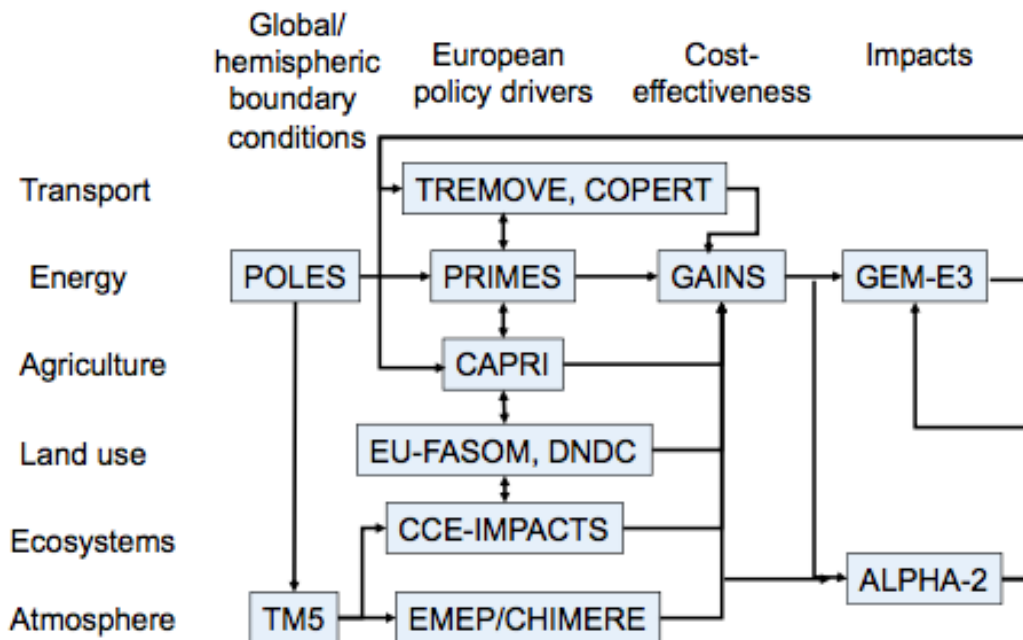 Global/
hemispheric
boundary
conditions
European
policy drivers
Cost-
effectiveness
Impacts
Transport
TREMOVE, COPERT
Energy
POLES
PRIMES
GAINS
GEM-E3
Agriculture
CAPRI
Land use
EU-FASOM, DNDC
Ecosystems
CCE-IMPACTS
ALPHA-2
Atmosphere
TM5
EMEP/CHIMERE